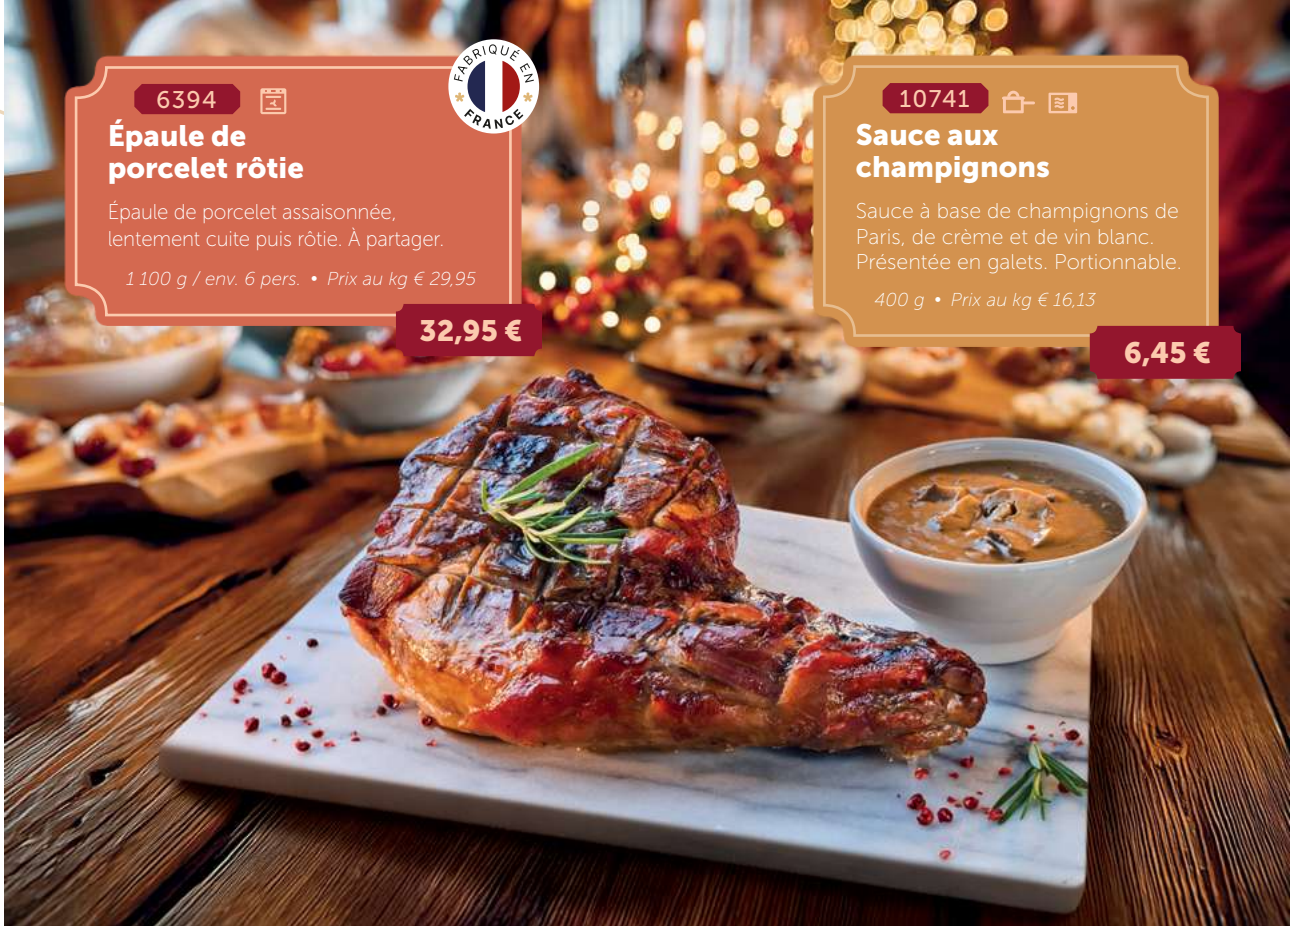 6394
FABRIQUÉ EN
FRANCE
Épaule de
porcelet rôtie
Épaule de porcelet assaisonnée,
lentement cuite puis rôtie. À partager.
1 100 g / env. 6 pers. • Prix au kg € 29,95
32,95 €
10741
Sauce aux
champignons
Sauce à base de champignons de
Paris, de crème et de vin blanc.
Présentée en galets. Portionnable.
400 g • Prix au kg € 16,13
6,45 €